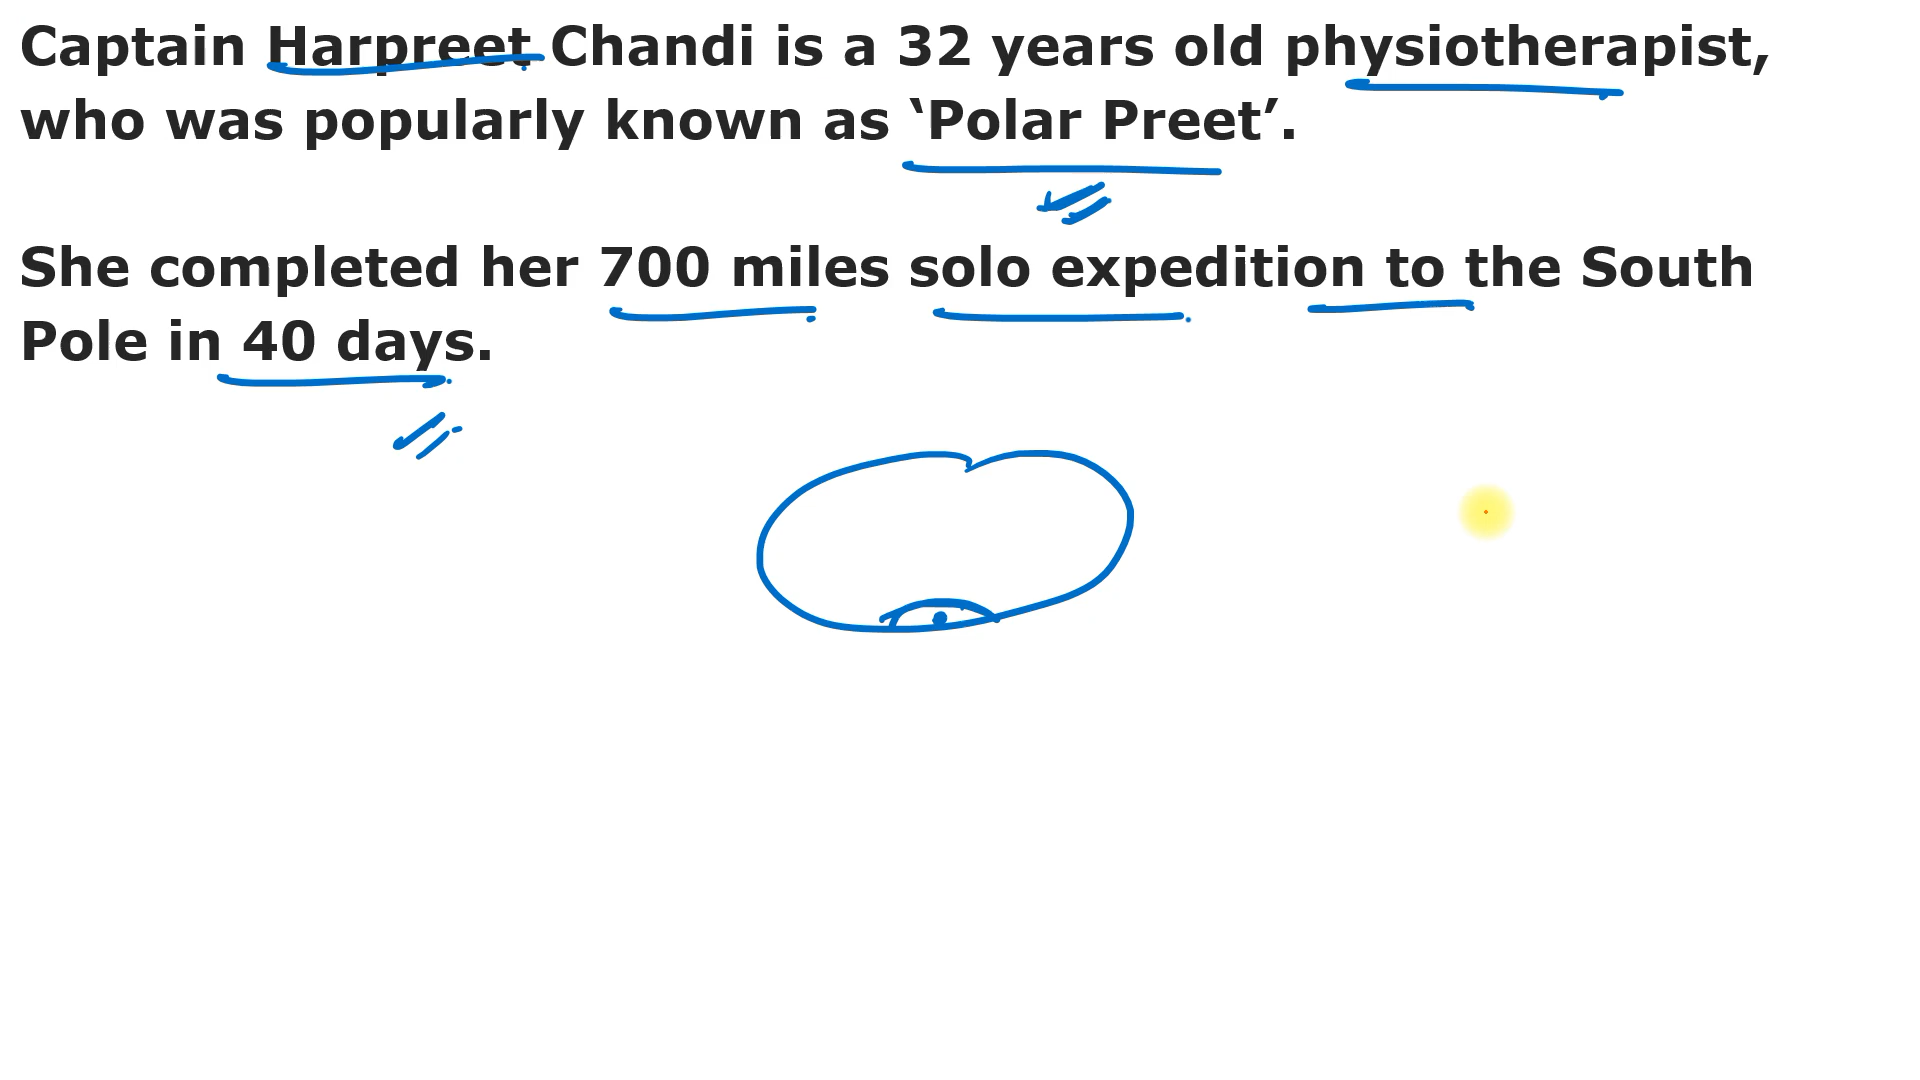 Captain Harpreet Chandi is a 32 years old physiotherapist,
who was popularly known as ‘Polar Preet’.
She completed her 700 miles solo expedition to the South
Pole in 40 days.